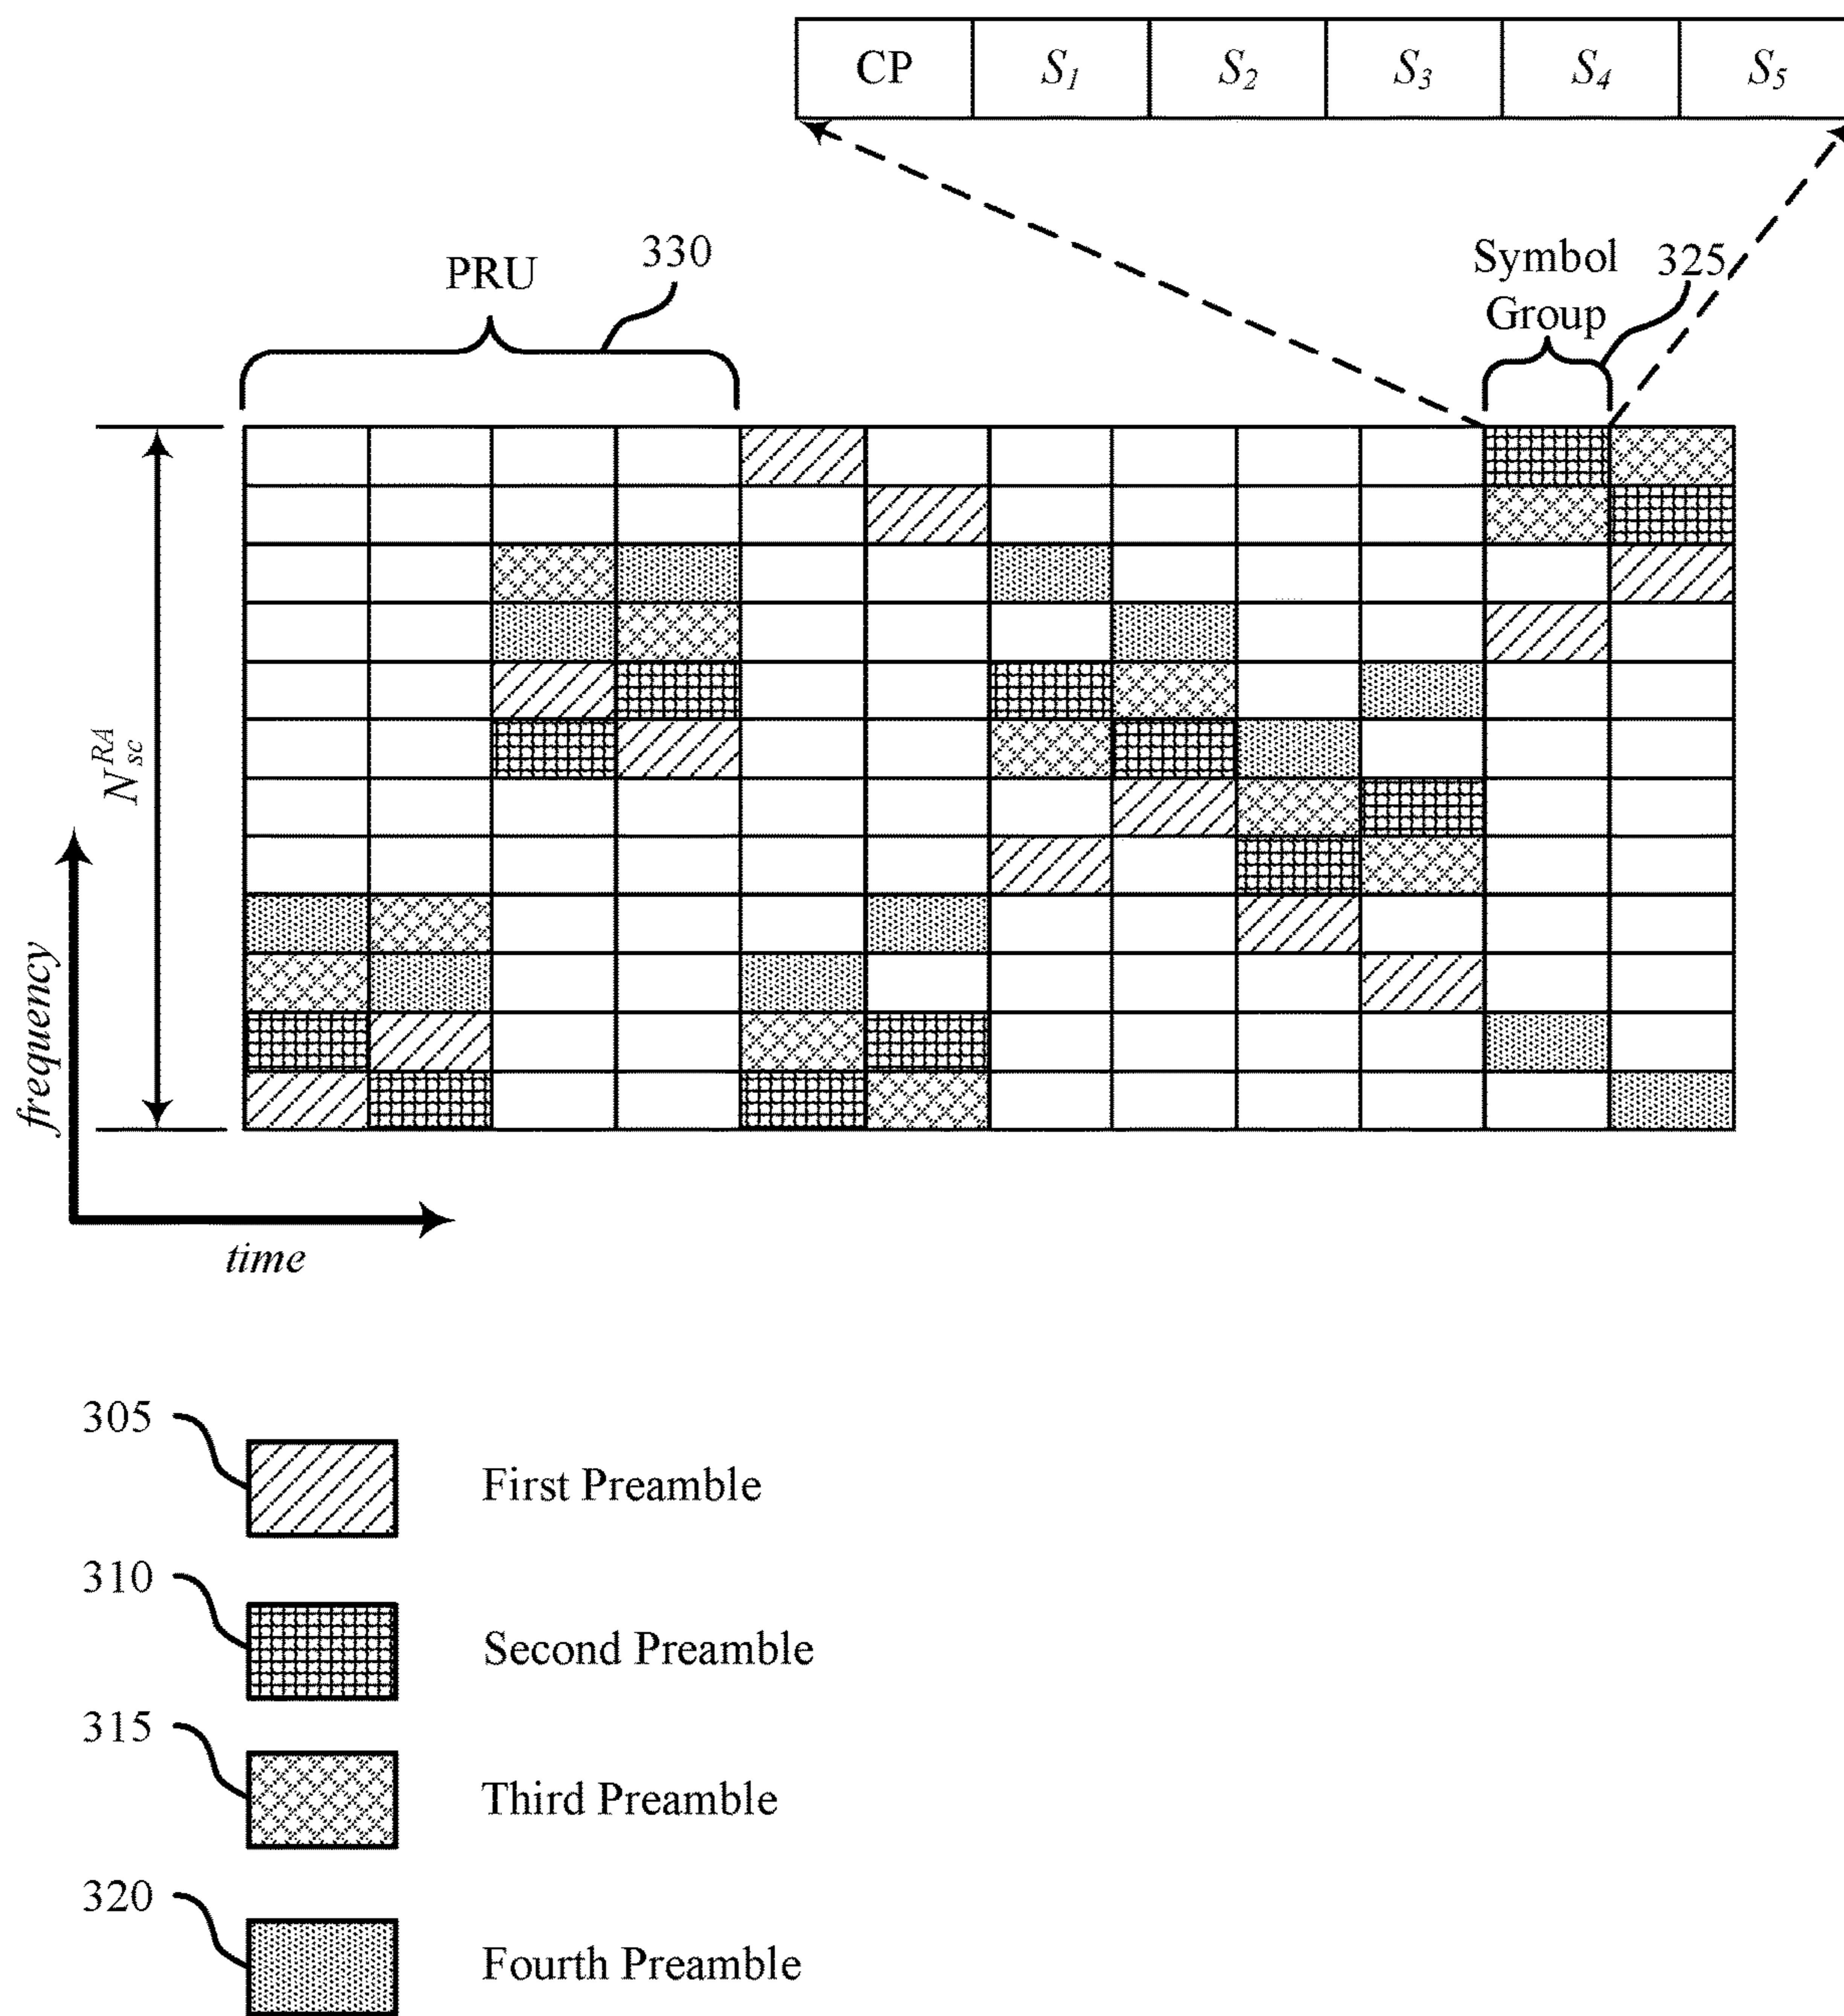 CP S₁ S₂ S₃ S₄ S₅
PRU
330
Symbol
Group
325
N_sc^RA
frequency
time
305
First Preamble
310
Second Preamble
315
Third Preamble
320
Fourth Preamble